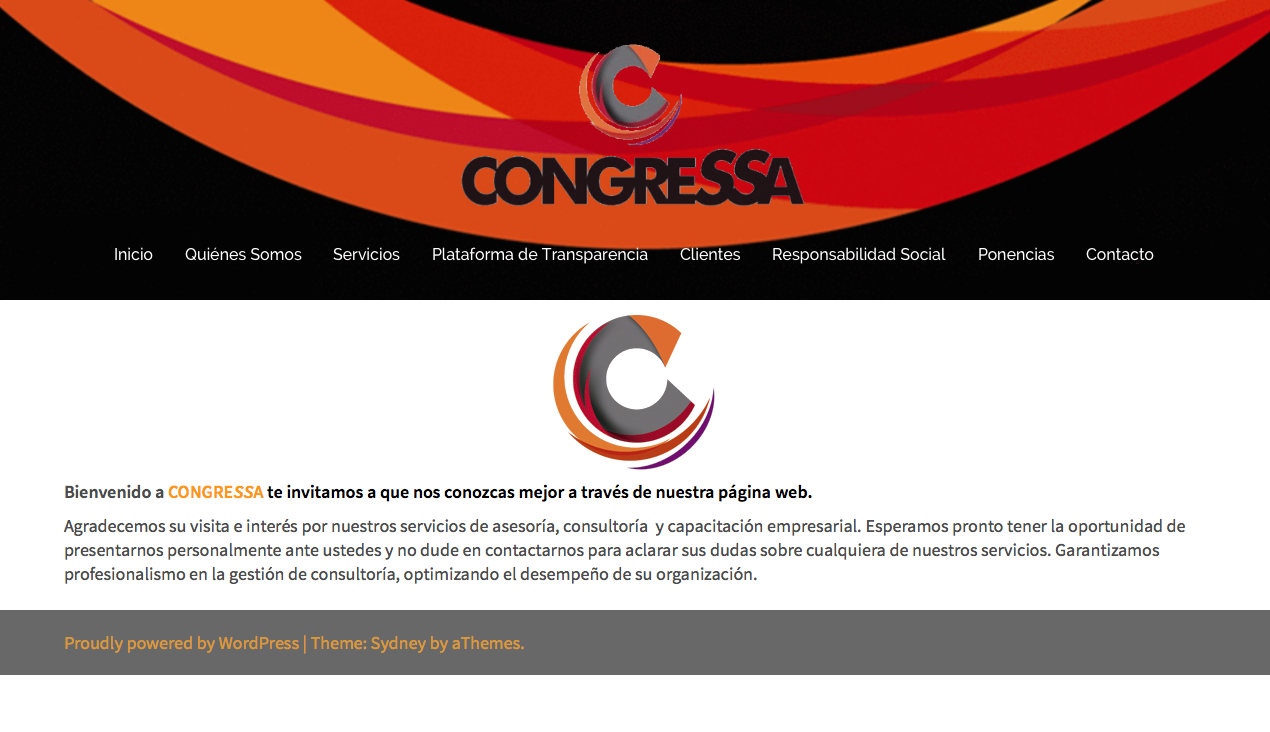 CONGRESSA
Inicio Quiénes Somos Servicios Plataforma de Transparencia Clientes Responsabilidad Social Ponencias Contacto
Bienvenido a CONGRESSA te invitamos a que nos conozcas mejor a través de nuestra página web.
Agradecemos su visita e interés por nuestros servicios de asesoría, consultoría  y capacitación empresarial. Esperamos pronto tener la oportunidad de
presentarnos personalmente ante ustedes y no dude en contactarnos para aclarar sus dudas sobre cualquiera de nuestros servicios. Garantizamos
profesionalismo en la gestión de consultoría, optimizando el desempeño de su organización.
Proudly powered by WordPress | Theme: Sydney by aThemes.